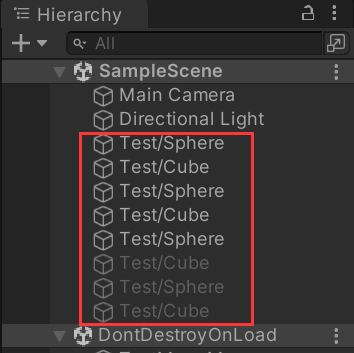 Hierarchy
All
SampleScene
Main Camera
Directional Light
Test/Sphere
Test/Cube
Test/Sphere
Test/Cube
Test/Sphere
Test/Cube
Test/Sphere
Test/Cube
DontDestroyOnLoad